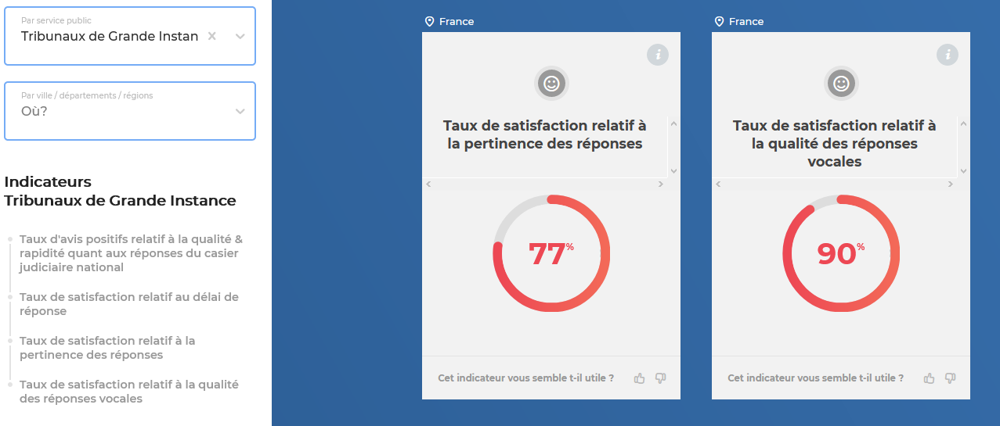 Par service public
Tribunaux de Grande Instan
Par ville / départements / régions
Où?
Indicateurs
Tribunaux de Grande Instance
Taux d'avis positifs relatif à la qualité &
rapidité quant aux réponses du casier
judiciaire national
Taux de satisfaction relatif au délai de
réponse
Taux de satisfaction relatif à la
pertinence des réponses
Taux de satisfaction relatif à la qualité
des réponses vocales
France
i
Taux de satisfaction relatif à
la pertinence des réponses
77%
Cet indicateur vous semble t-il utile ?
France
i
Taux de satisfaction relatif à
la qualité des réponses
vocales
90%
Cet indicateur vous semble t-il utile ?